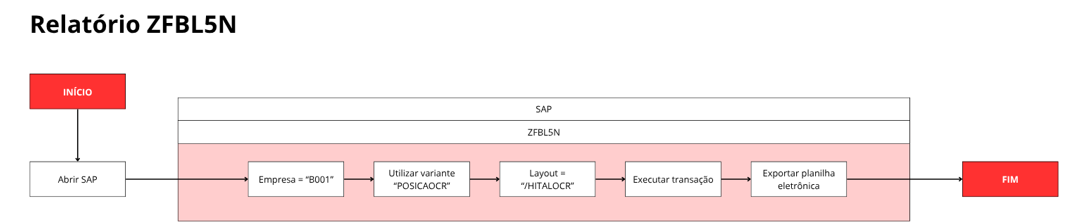 Relatório ZFBL5N
INÍCIO
SAP
ZFBL5N
Abrir SAP
Empresa = “B001”
Utilizar variante
“POSICAOCR”
Layout =
“/HITALOCR”
Executar transação
Exportar planilha
eletrônica
FIM